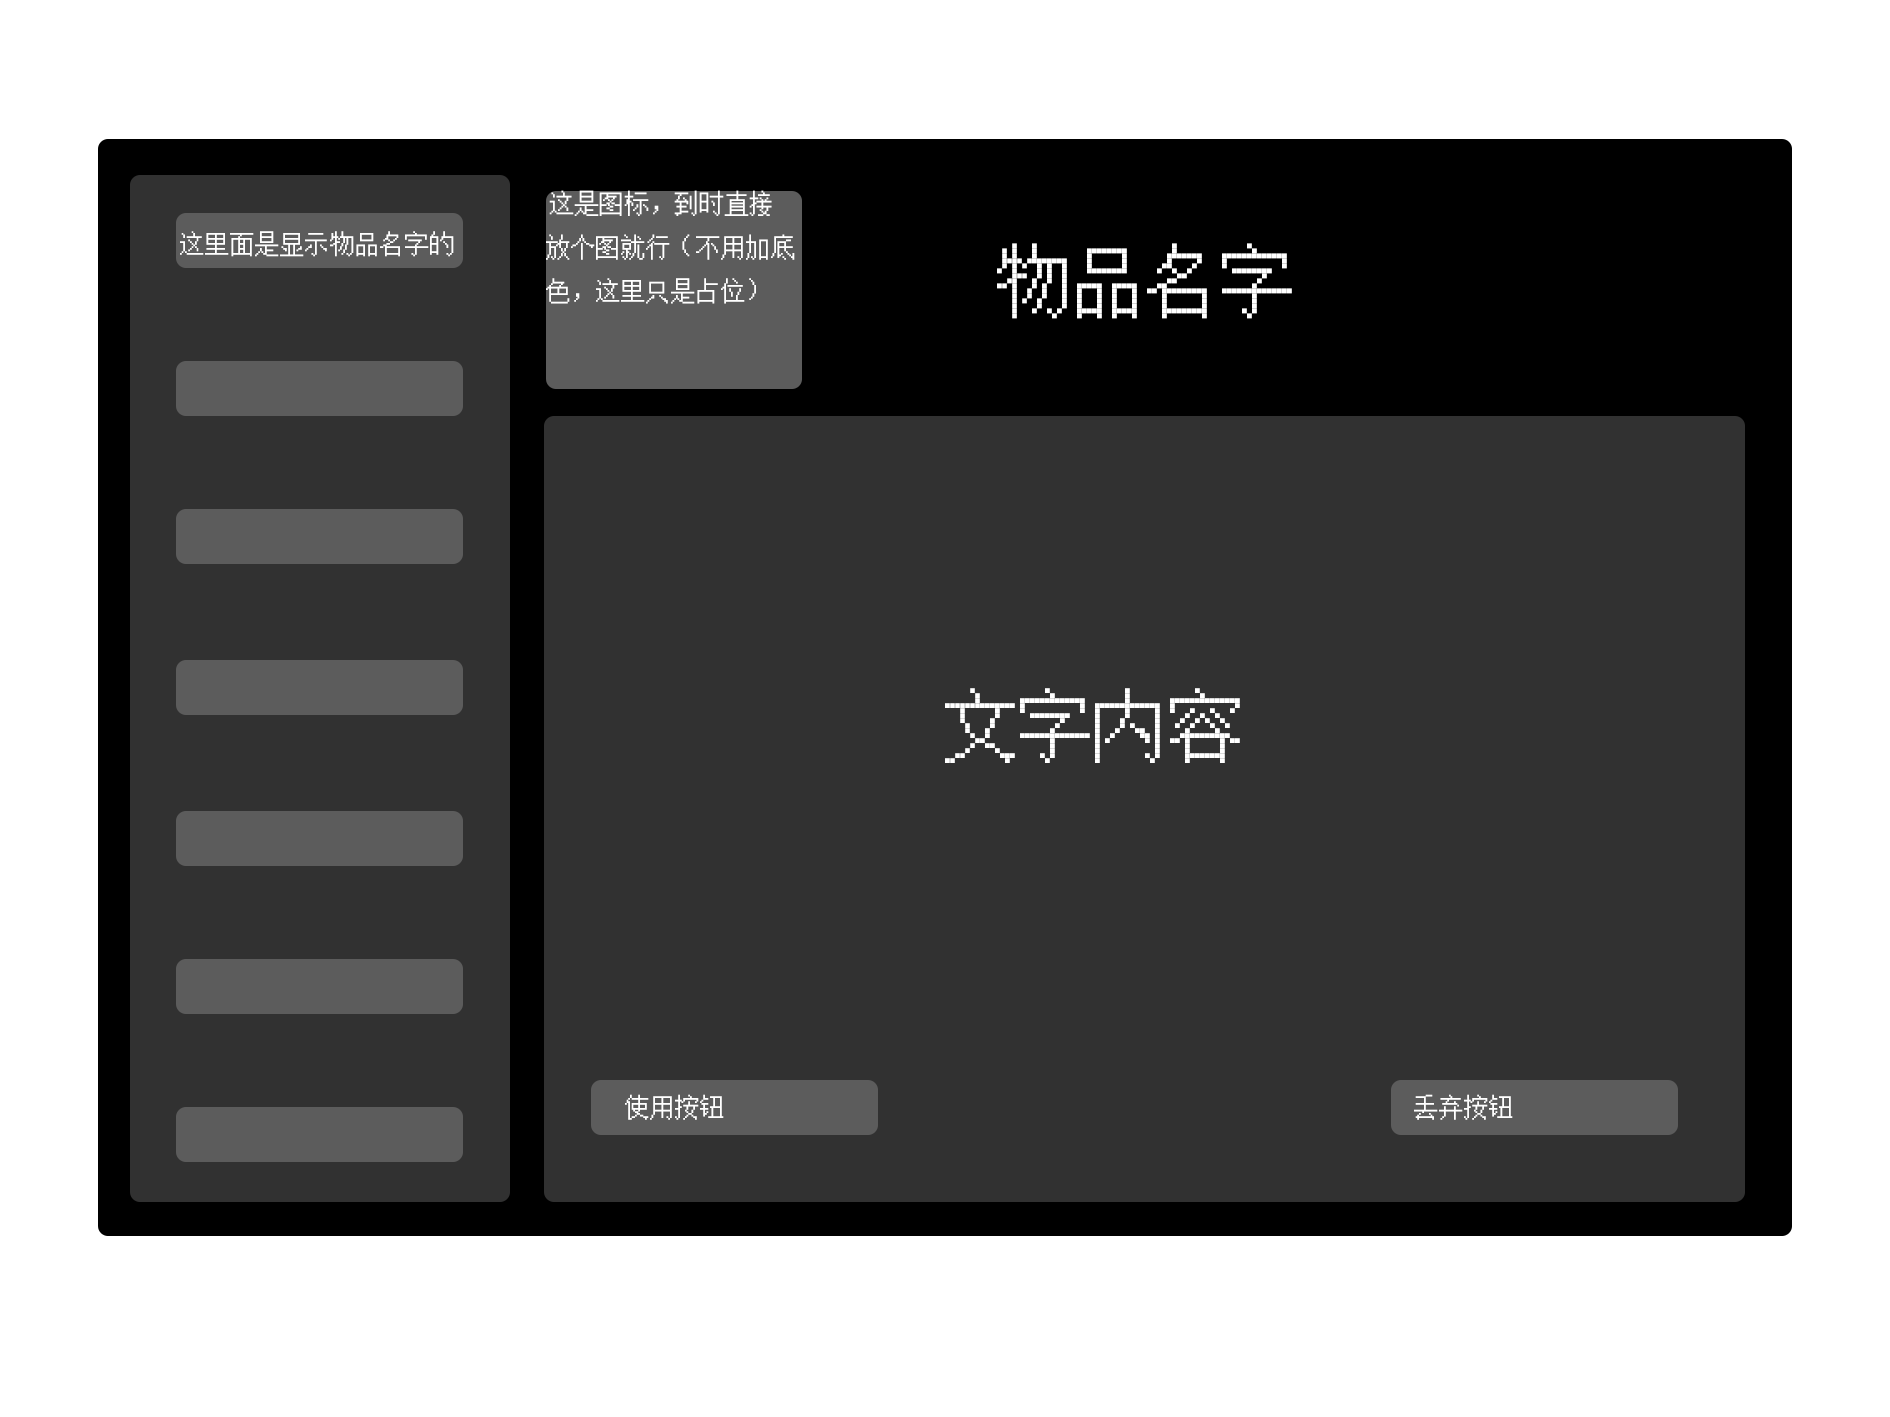 这里面是显示物品名字的
这是图标，到时直接
放个图就行（不用加底
色，这里只是占位）
物品名字
文字内容
使用按钮
丢弃按钮